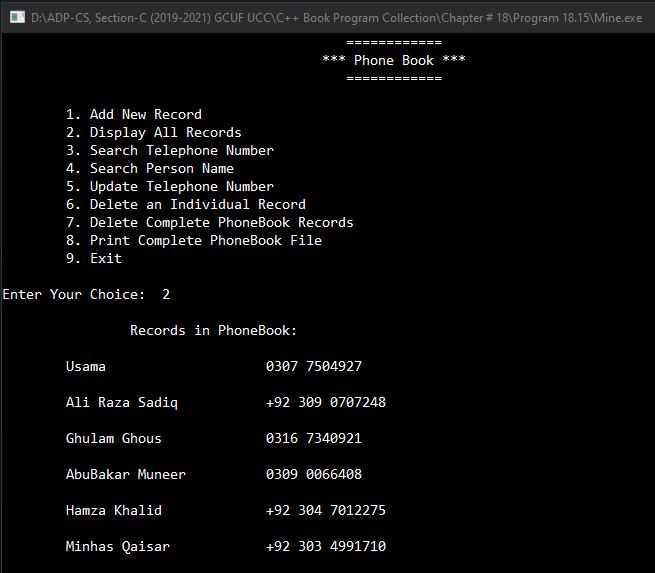 D:\ADP-CS, Section-C (2019-2021) GCUF UCC\C++ Book Program Collection\Chapter # 18\Program 18.15\Mine.exe
============
*** Phone Book ***
============
1. Add New Record
2. Display All Records
3. Search Telephone Number
4. Search Person Name
5. Update Telephone Number
6. Delete an Individual Record
7. Delete Complete PhoneBook Records
8. Print Complete PhoneBook File
9. Exit
Enter Your Choice:  2
Records in PhoneBook:
Usama 0307 7504927
Ali Raza Sadiq +92 309 0707248
Ghulam Ghous 0316 7340921
AbuBakar Muneer 0309 0066408
Hamza Khalid +92 304 7012275
Minhas Qaisar +92 303 4991710